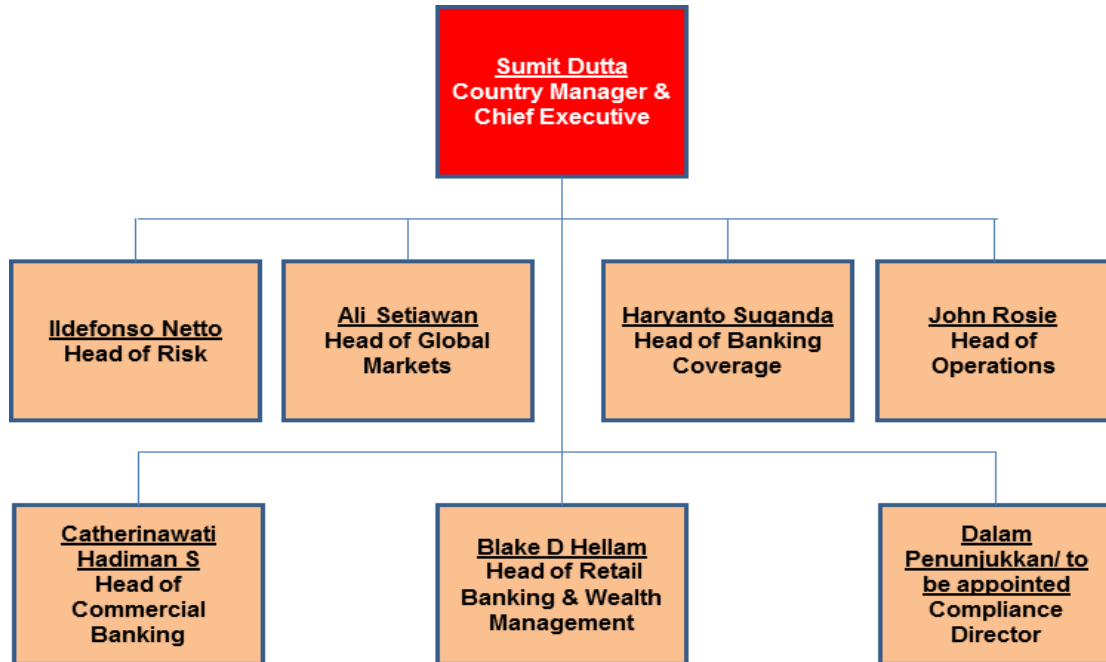 Sumit Dutta
Country Manager &
Chief Executive
Ildefonso Netto
Head of Risk
Ali Setiawan
Head of Global
Markets
Haryanto Suganda
Head of Banking
Coverage
John Rosie
Head of
Operations
Catherinawati
Hadiman S
Head of
Commercial
Banking
Blake D Hellam
Head of Retail
Banking & Wealth
Management
Dalam
Penunjukkan/ to
be appointed
Compliance
Director